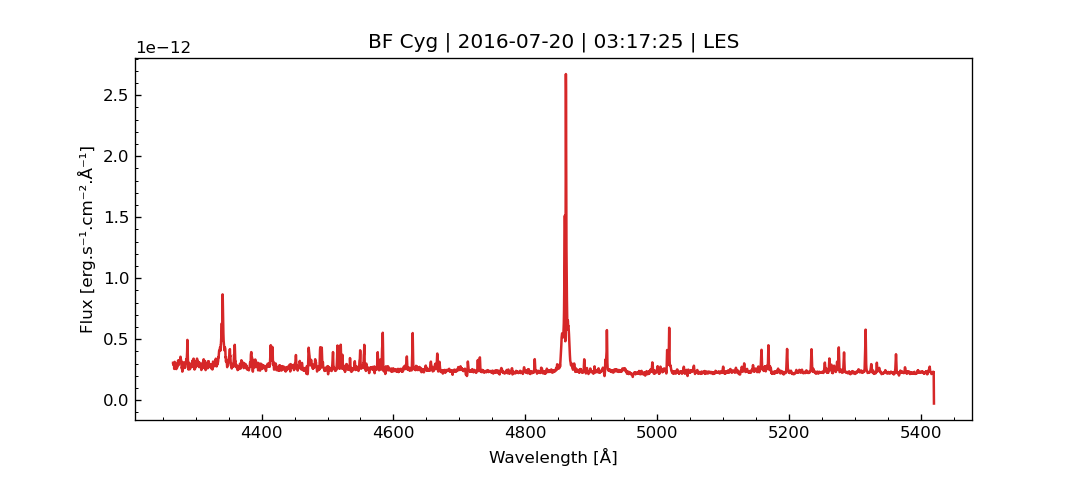 BF Cyg | 2016-07-20 | 03:17:25 | LES
1e−12
2.5
2.0
1.5
1.0
0.5
0.0
Flux [erg.s⁻¹.cm⁻².Å⁻¹]
4400 4600 4800 5000 5200 5400
Wavelength [Å]